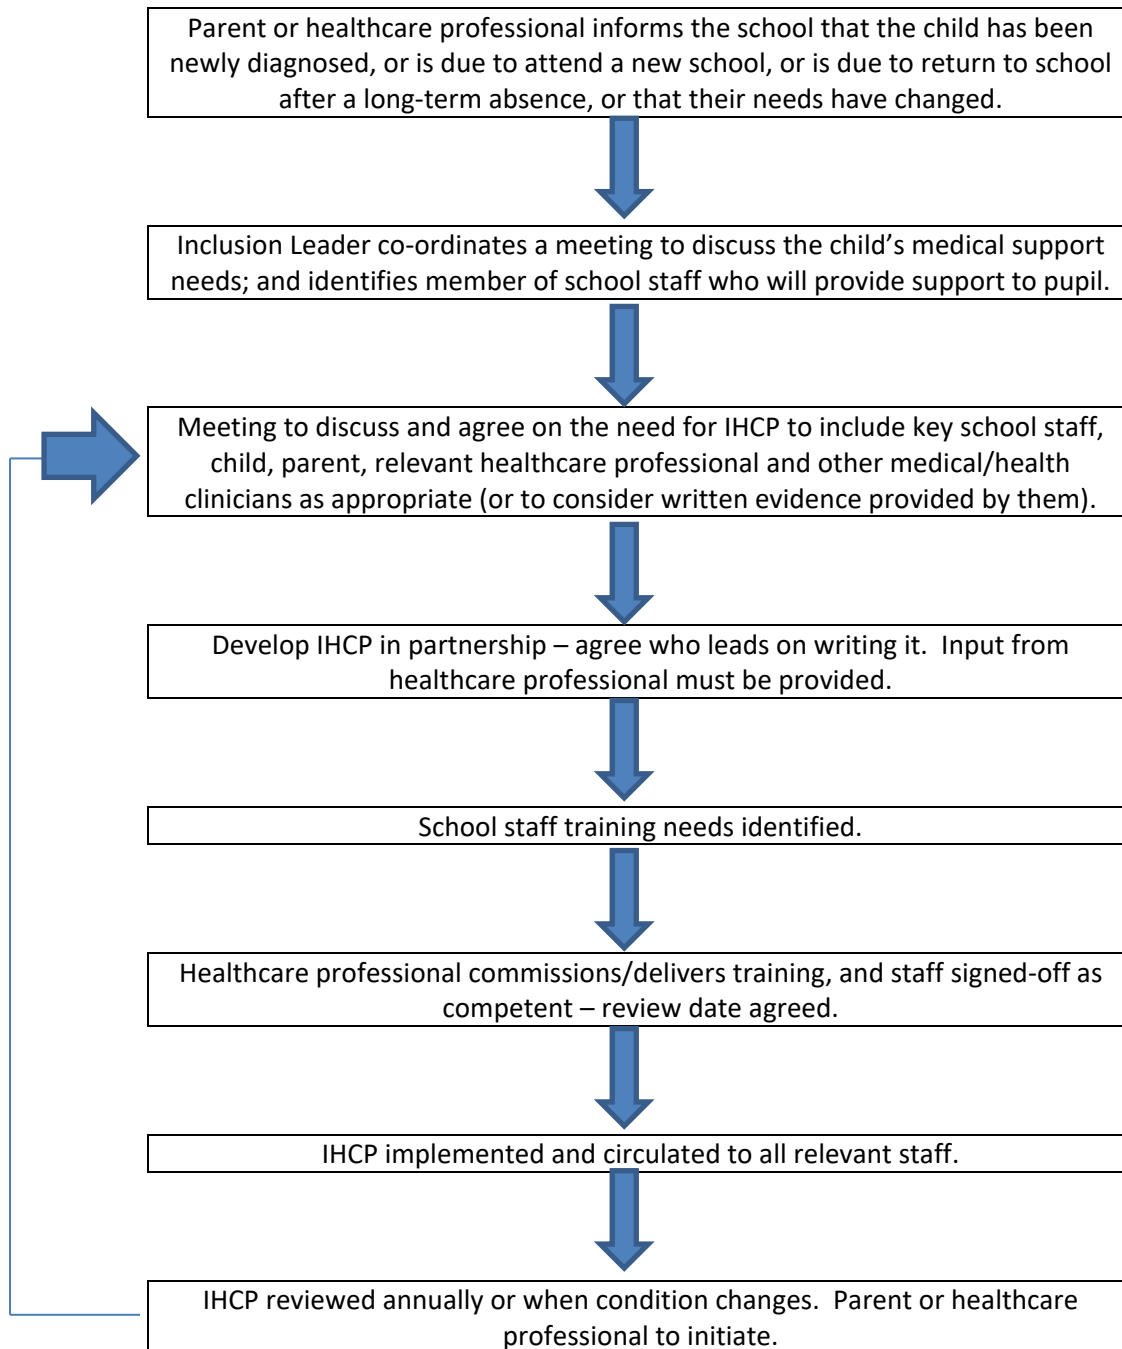 Parent or healthcare professional informs the school that the child has been
newly diagnosed, or is due to attend a new school, or is due to return to school
after a long-term absence, or that their needs have changed.
Inclusion Leader co-ordinates a meeting to discuss the child’s medical support
needs; and identifies member of school staff who will provide support to pupil.
Meeting to discuss and agree on the need for IHCP to include key school staff,
child, parent, relevant healthcare professional and other medical/health
clinicians as appropriate (or to consider written evidence provided by them).
Develop IHCP in partnership – agree who leads on writing it.  Input from
healthcare professional must be provided.
School staff training needs identified.
Healthcare professional commissions/delivers training, and staff signed-off as
competent – review date agreed.
IHCP implemented and circulated to all relevant staff.
IHCP reviewed annually or when condition changes.  Parent or healthcare
professional to initiate.